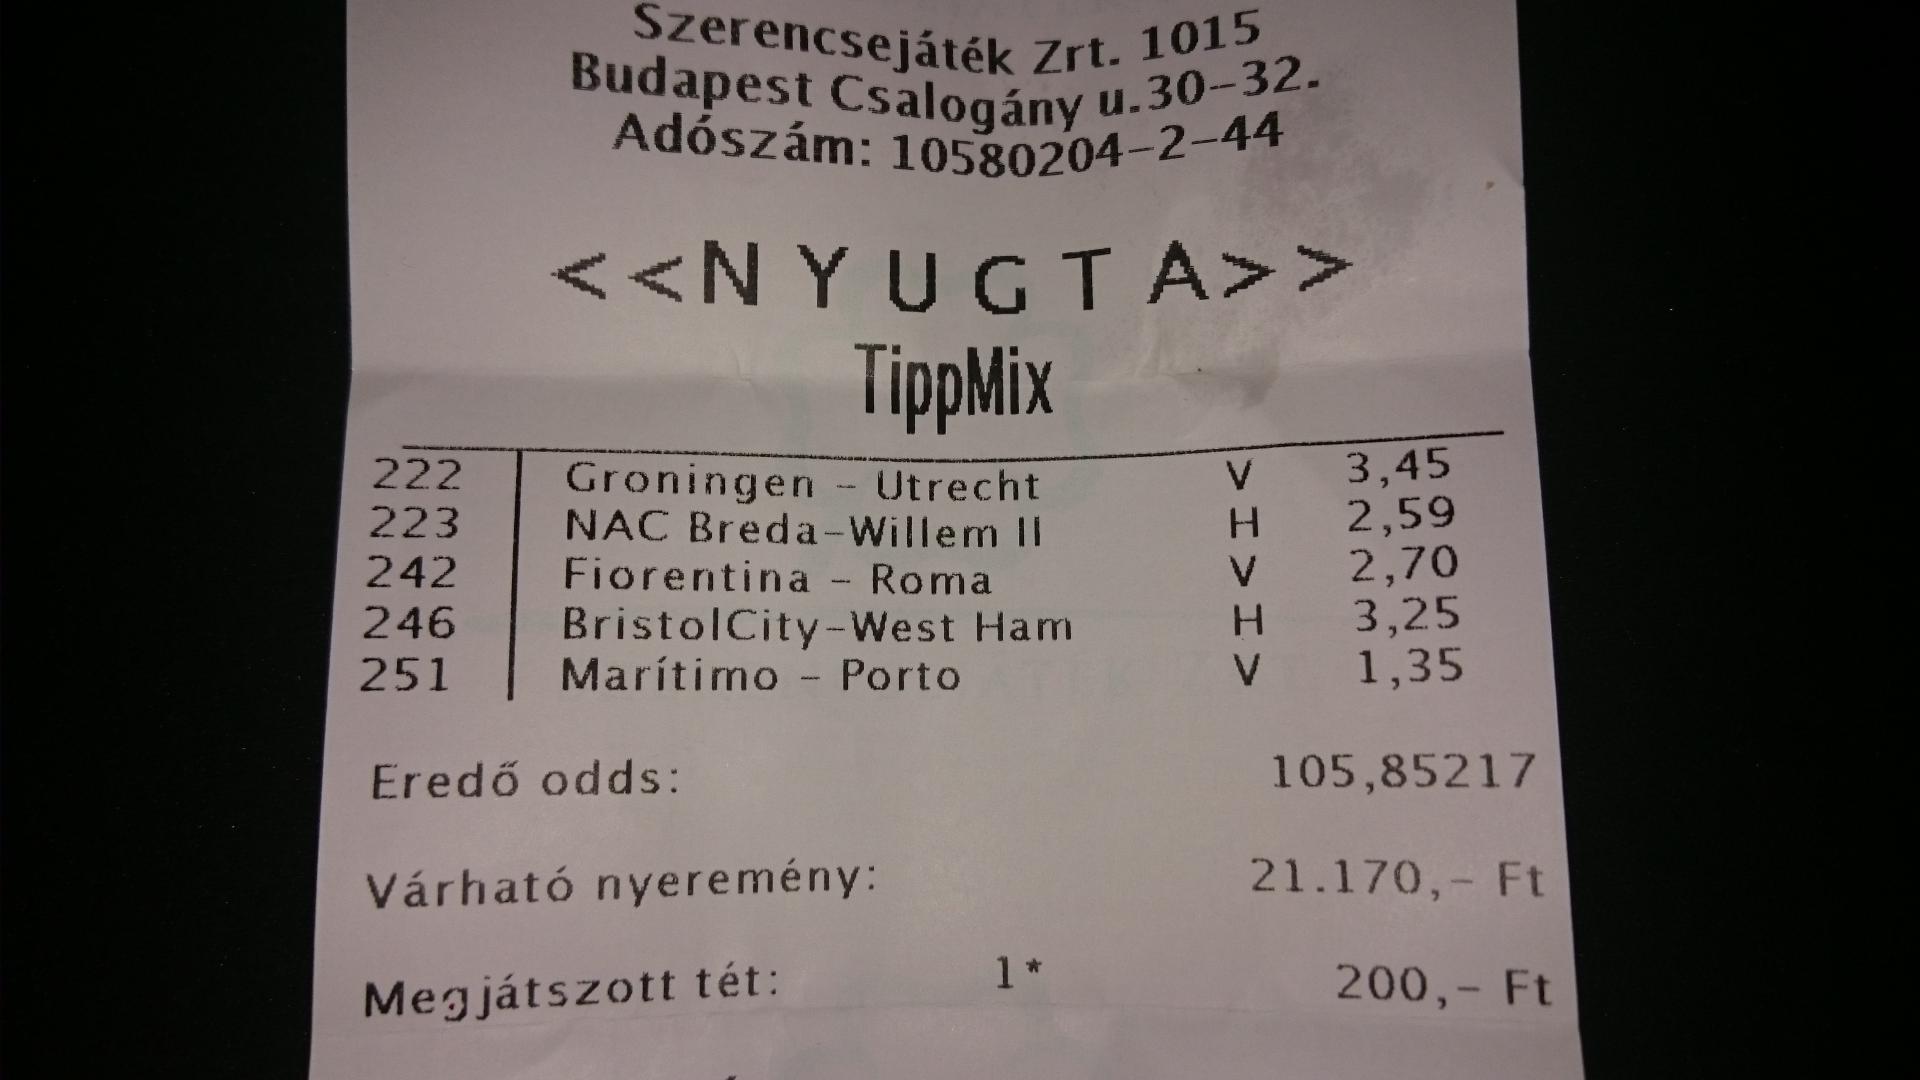 Szerencsejáték Zrt. 1015
Budapest Csalogány u.30-32.
Adószám: 10580204-2-44
<<NYUGTA>>
TippMix
222 Groningen - Utrecht V 3,45
223 NAC Breda-Willem II H 2,59
242 Fiorentina - Roma V 2,70
246 BristolCity-West Ham H 3,25
251 Marítimo - Porto V 1,35
Eredő odds: 105,85217
Várható nyeremény: 21.170,- Ft
Megjátszott tét: 1* 200,- Ft